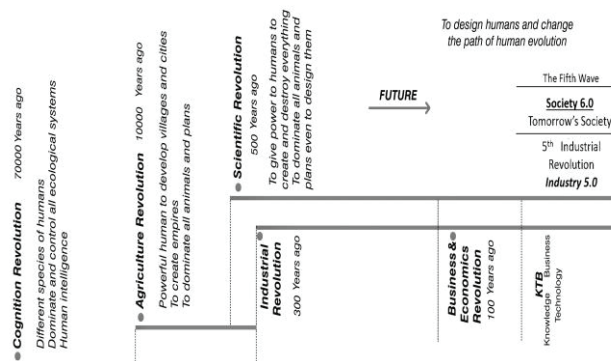 Cognition Revolution 70000 Years ago
Different species of humans
Dominate and control all ecological systems
Human intelligence
Agriculture Revolution 10000 Years ago
Powerful human to develop villages and cities
To create empires
To dominate all animals and plans
Scientific Revolution
500 Years ago
To give power to humans to
create and destroy everything
To dominate all animals and
plans even to design them
Industrial
Revolution
300 Years ago
Business &
Economics
Revolution
100 Years ago
KTB
Knowledge Business
Technology
FUTURE
To design humans and change
the path of human evolution
The Fifth Wave
Society 6.0
Tomorrow's Society
5th Industrial
Revolution
Industry 5.0